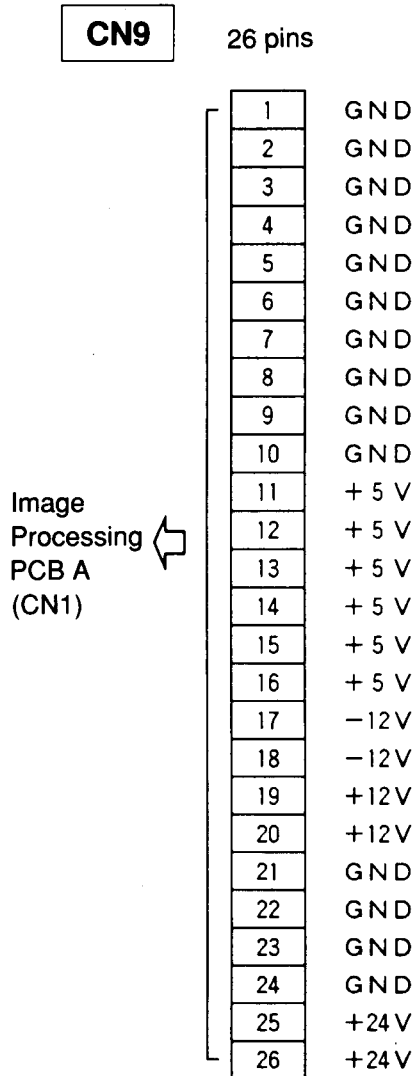 CN9 26 pins
1 GND
2 GND
3 GND
4 GND
5 GND
6 GND
7 GND
8 GND
9 GND
10 GND
11 +5V
12 +5V
13 +5V
14 +5V
15 +5V
16 +5V
17 -12V
18 -12V
19 +12V
20 +12V
21 GND
22 GND
23 GND
24 GND
25 +24V
26 +24V
Image
Processing
PCB A
(CN1)